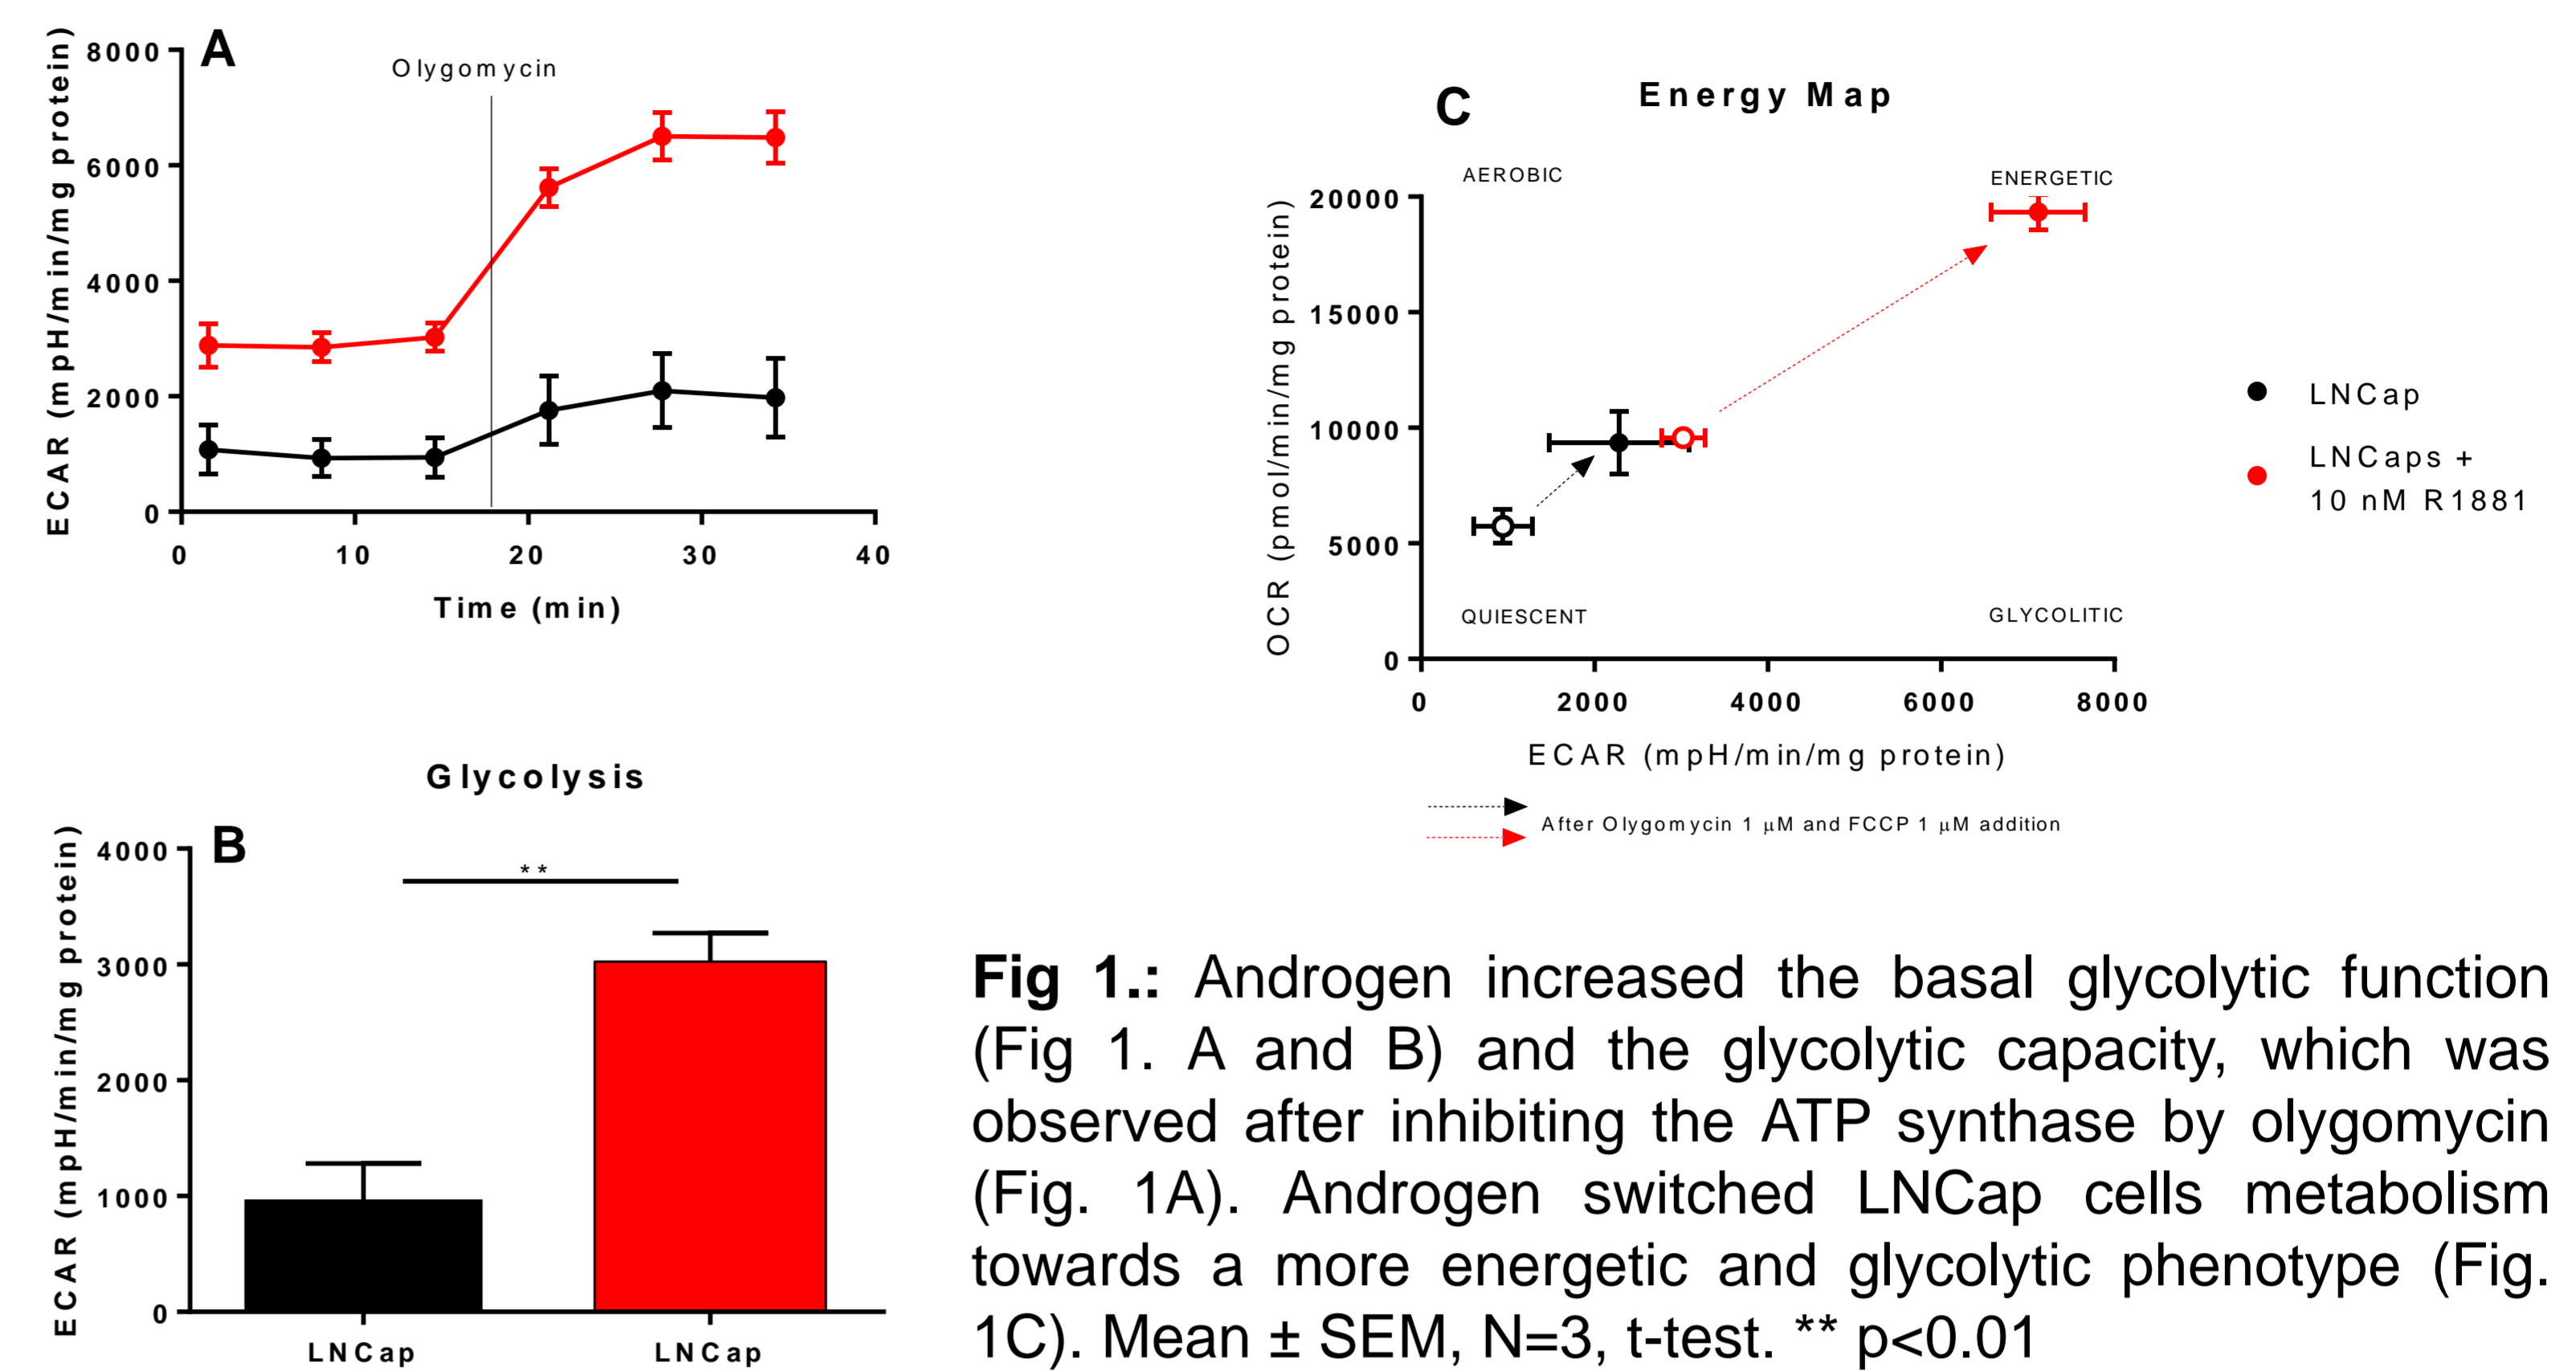 A
Olygomycin
ECAR (mpH/min/mg protein)
8000
6000
4000
2000
0
0 10 20 30 40
Time (min)
C
Energy Map
AEROBIC
ENERGETIC
OCR (pmol/min/mg protein)
20000
15000
10000
5000
0
QUIESCENT
GLYCOLITIC
0 2000 4000 6000 8000
ECAR (mpH/min/mg protein)
After Olygomycin 1 μM and FCCP 1 μM addition
LNCap
LNCaps +
10 nM R1881
Glycolysis
B
ECAR (mpH/min/mg protein)
4000
3000
2000
1000
0
**
LNCap LNCap
Fig 1.: Androgen increased the basal glycolytic function
(Fig 1. A and B) and the glycolytic capacity, which was
observed after inhibiting the ATP synthase by olygomycin
(Fig. 1A). Androgen switched LNCap cells metabolism
towards a more energetic and glycolytic phenotype (Fig.
1C). Mean ± SEM, N=3, t-test. ** p<0.01